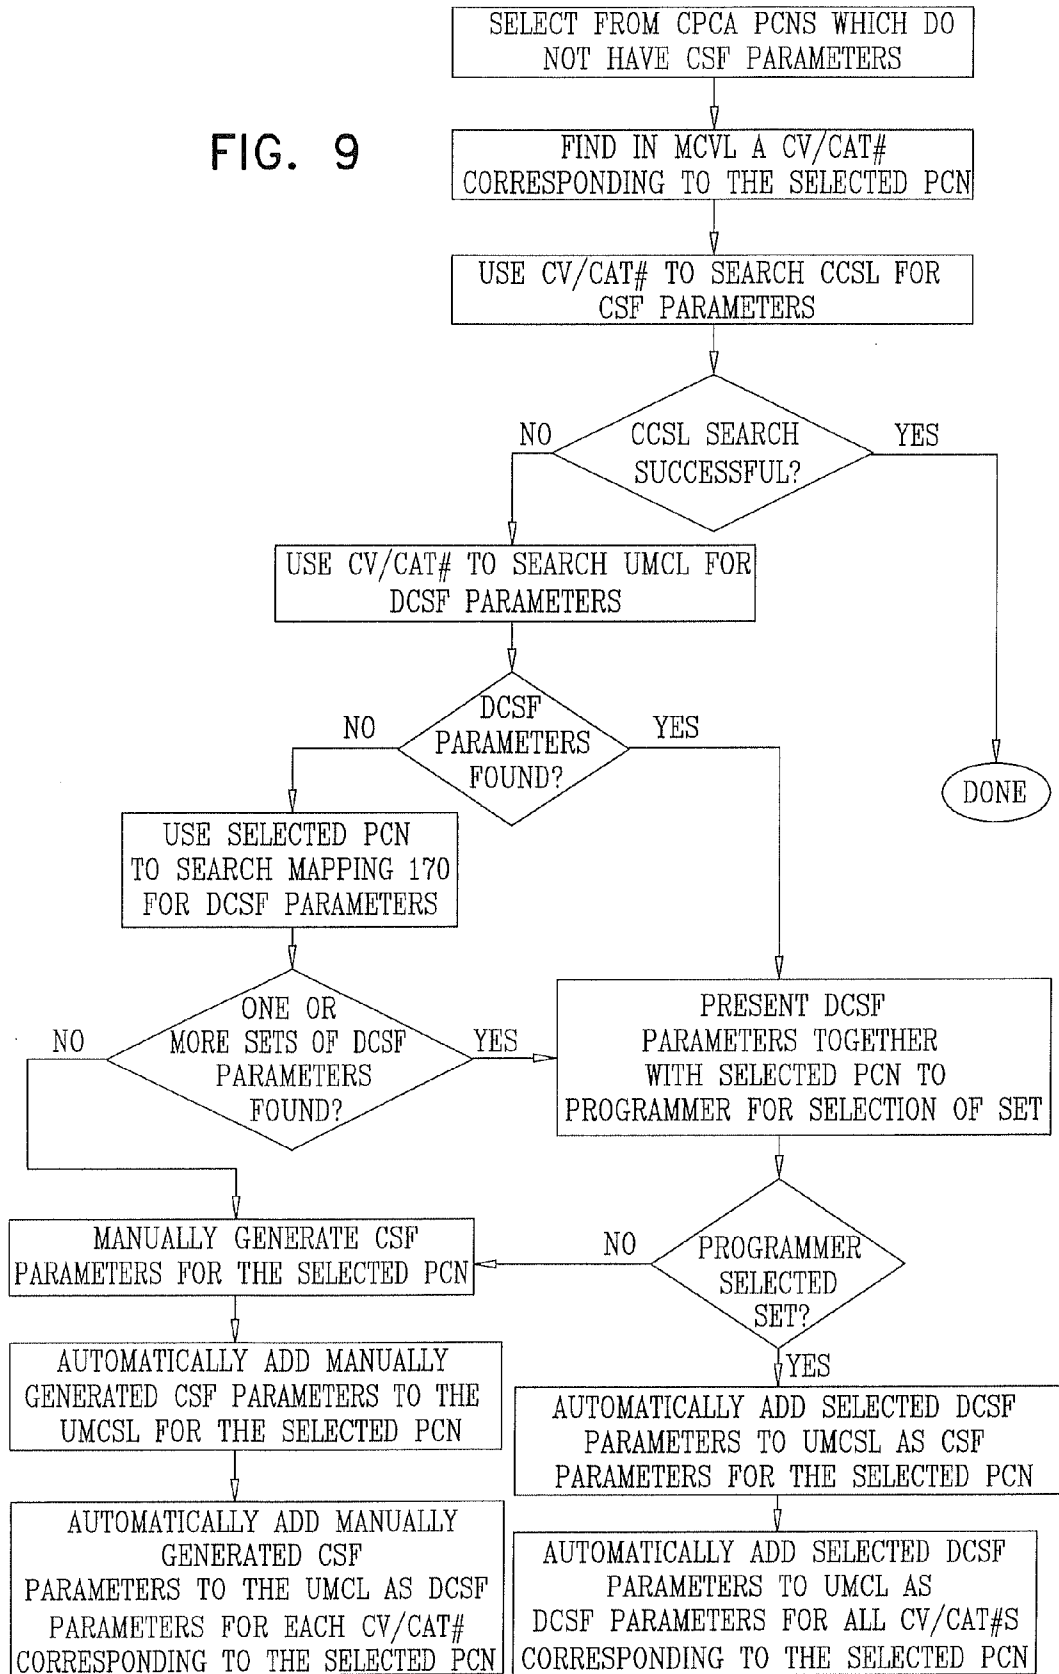 SELECT FROM CPCA PCNS WHICH DO
NOT HAVE CSF PARAMETERS
FIG. 9
FIND IN MCVL A CV/CAT#
CORRESPONDING TO THE SELECTED PCN
USE CV/CAT# TO SEARCH CCSL FOR
CSF PARAMETERS
NO
CCSL SEARCH
SUCCESSFUL?
YES
USE CV/CAT# TO SEARCH UMCL FOR
DCSF PARAMETERS
NO
DCSF
PARAMETERS
FOUND?
YES
DONE
USE SELECTED PCN
TO SEARCH MAPPING 170
FOR DCSF PARAMETERS
NO
ONE OR
MORE SETS OF DCSF
PARAMETERS
FOUND?
YES
PRESENT DCSF
PARAMETERS TOGETHER
WITH SELECTED PCN TO
PROGRAMMER FOR SELECTION OF SET
MANUALLY GENERATE CSF
PARAMETERS FOR THE SELECTED PCN
NO
PROGRAMMER
SELECTED
SET?
YES
AUTOMATICALLY ADD MANUALLY
GENERATED CSF PARAMETERS TO THE
UMCSL FOR THE SELECTED PCN
AUTOMATICALLY ADD SELECTED DCSF
PARAMETERS TO UMCSL AS CSF
PARAMETERS FOR THE SELECTED PCN
AUTOMATICALLY ADD MANUALLY
GENERATED CSF
PARAMETERS TO THE UMCL AS DCSF
PARAMETERS FOR EACH CV/CAT#
CORRESPONDING TO THE SELECTED PCN
AUTOMATICALLY ADD SELECTED DCSF
PARAMETERS TO UMCL AS
DCSF PARAMETERS FOR ALL CV/CAT#S
CORRESPONDING TO THE SELECTED PCN